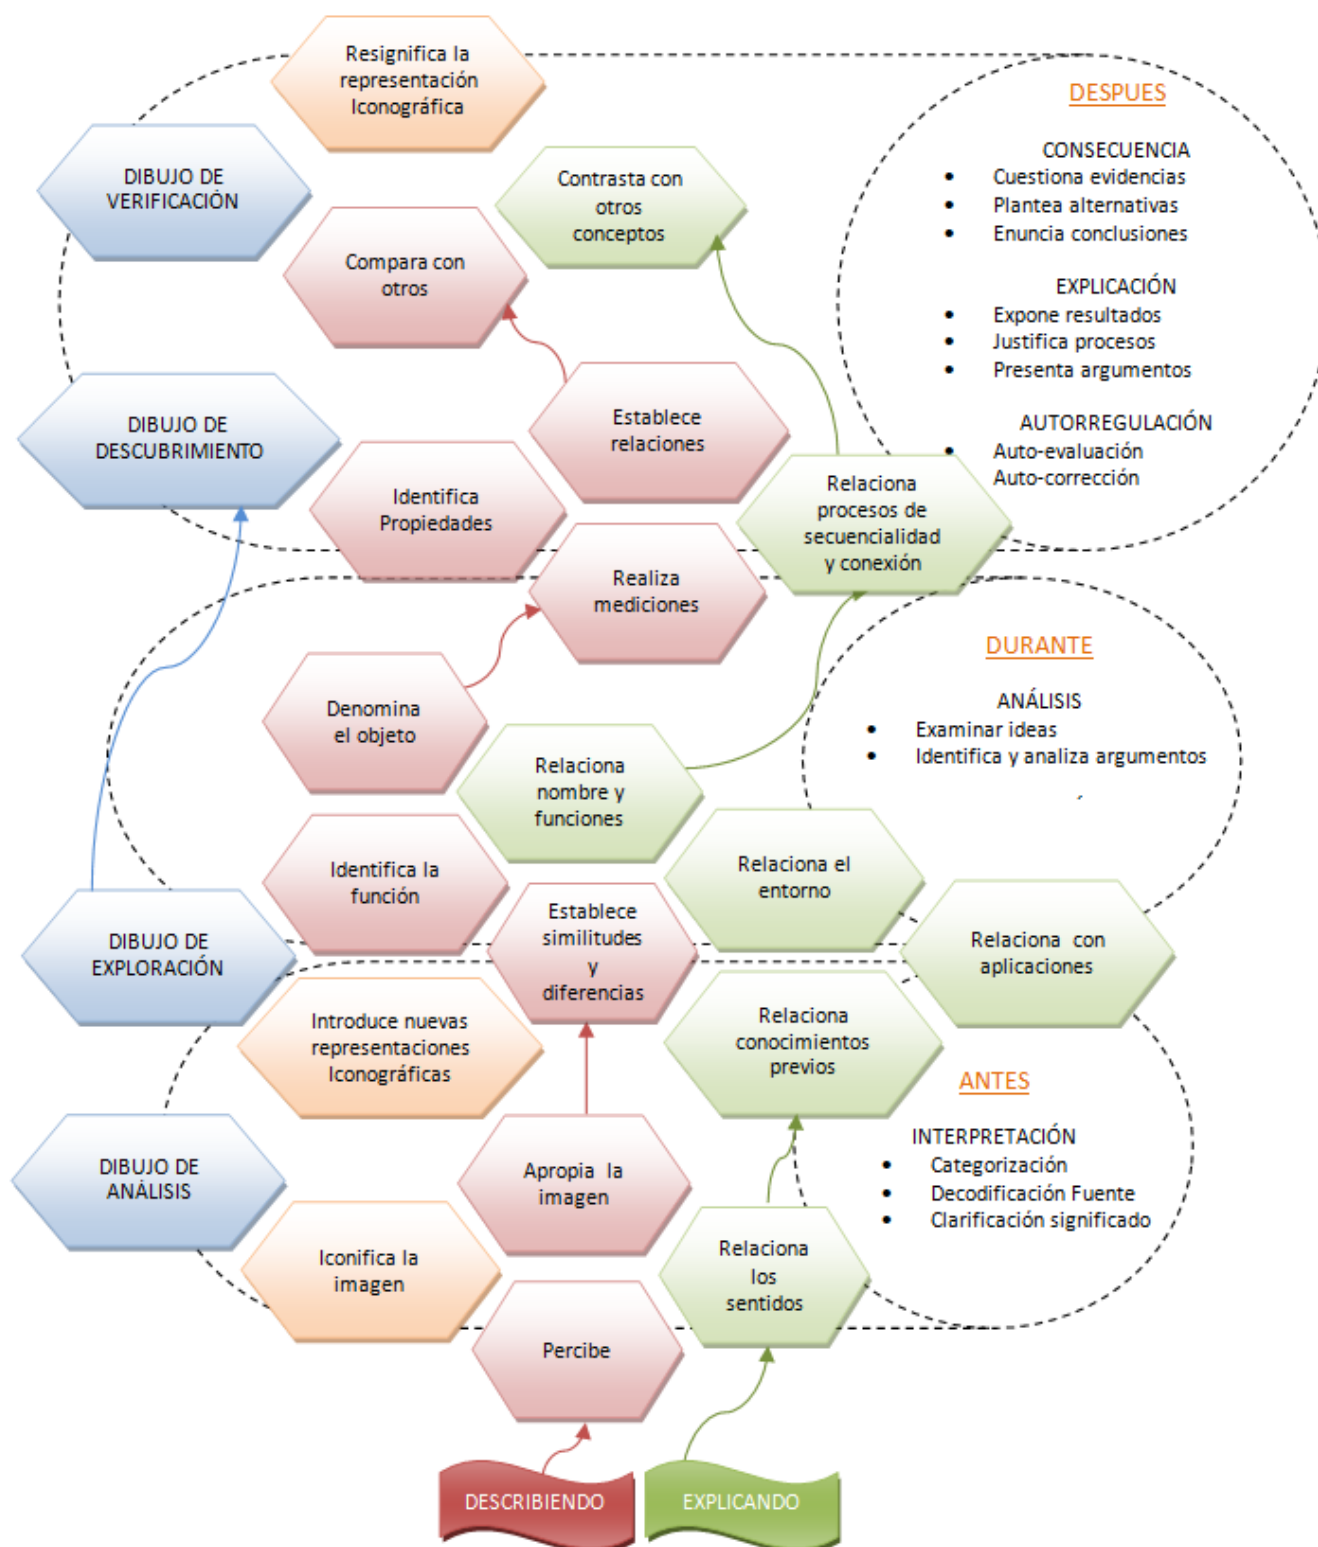 Resignifica la
representación
Iconográfica
DESPUES
DIBUJO DE
VERIFICACIÓN
Contrasta con
otros
conceptos
CONSECUENCIA
• Cuestiona evidencias
• Plantea alternativas
• Enuncia conclusiones
Compara con
otros
EXPLICACIÓN
• Expone resultados
• Justifica procesos
• Presenta argumentos
DIBUJO DE
DESCUBRIMIENTO
Establece
relaciones
AUTORREGULACIÓN
• Auto-evaluación
Auto-corrección
Identifica
Propiedades
Relaciona
procesos de
secuencialidad
y conexión
Realiza
mediciones
DURANTE
ANÁLISIS
• Examinar ideas
• Identifica y analiza argumentos
Denomina
el objeto
Relaciona
nombre y
funciones
Identifica la
función
Relaciona el
entorno
Establece
similitudes
y
diferencias
DIBUJO DE
EXPLORACIÓN
Relaciona con
aplicaciones
Introduce nuevas
representaciones
Iconográficas
Relaciona
conocimientos
previos
ANTES
INTERPRETACIÓN
• Categorización
• Decodificación Fuente
• Clarificación significado
DIBUJO DE
ANÁLISIS
Apropia la
imagen
Iconifica la
imagen
Relaciona
los
sentidos
Percibe
DESCRIBIENDO
EXPLICANDO